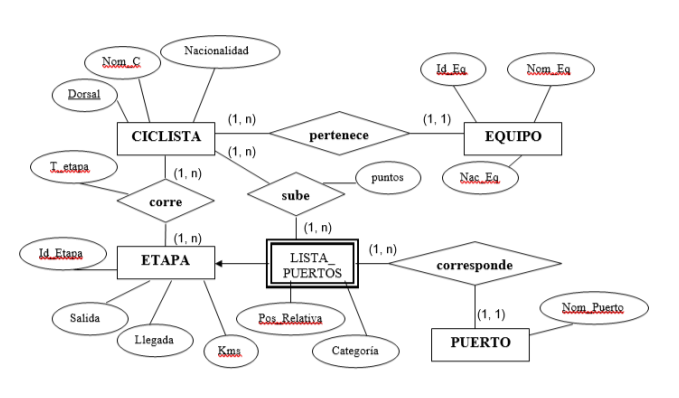 Nacionalidad
Nom_C
Id_Eq
Nom_Eq
Dorsal
(1, n)
(1, 1)
CICLISTA
pertenece
EQUIPO
(1, n)
T_etapa
(1, n)
puntos
Nac_Eq
corre
sube
(1, n)
(1, n)
Id_Etapa
(1, n)
ETAPA
LISTA_
PUERTOS
corresponde
Salida
Pos_Relativa
(1, 1)
Nom_Puerto
Llegada
Kms
Categoría
PUERTO